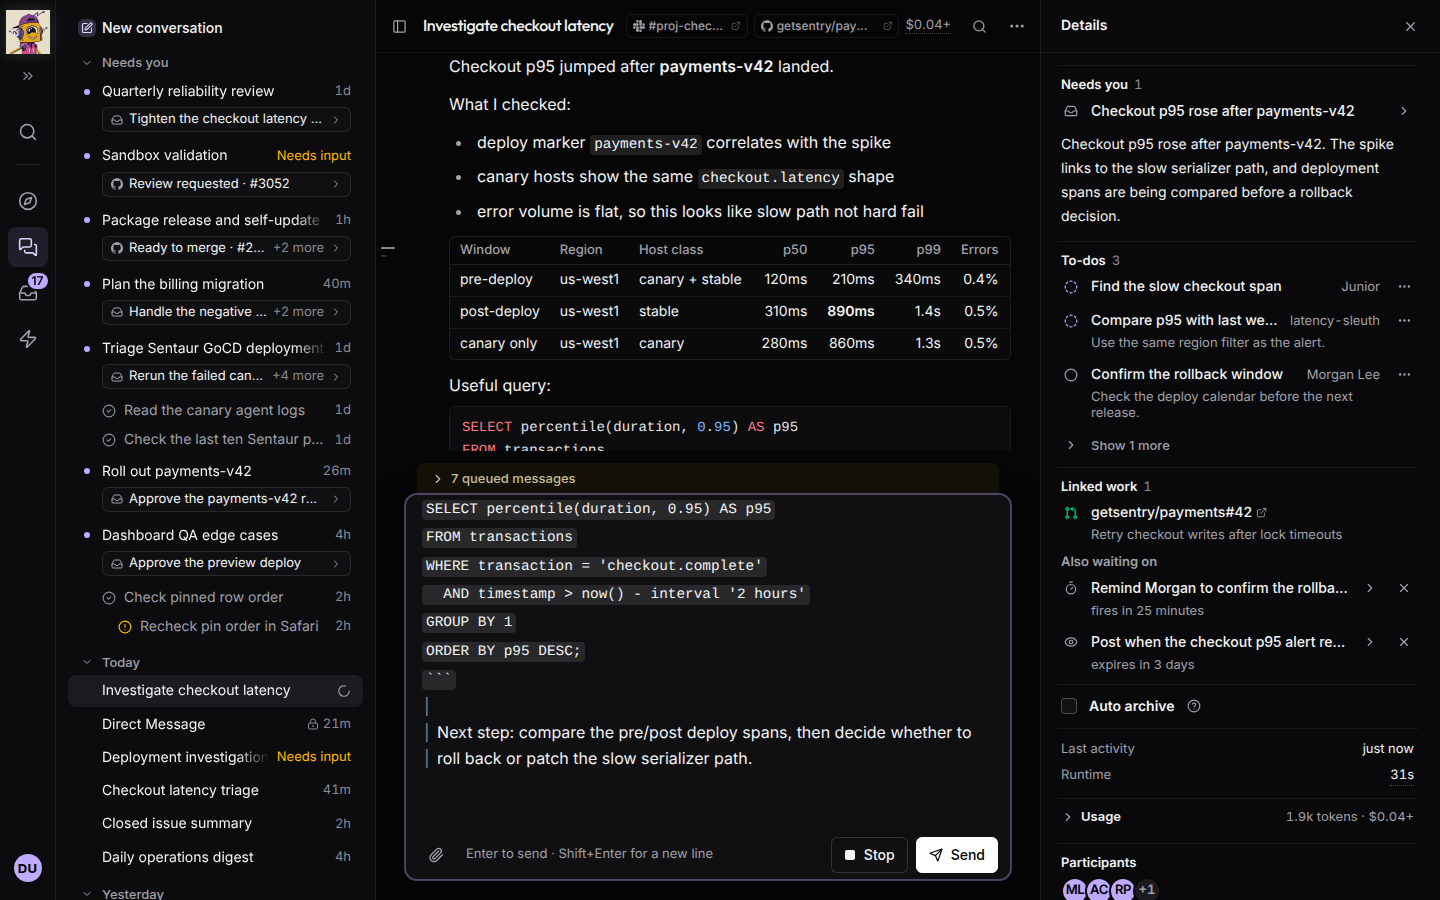 New conversation
Needs you
Quarterly reliability review 1d
Tighten the checkout latency ...
Sandbox validation Needs input
Review requested · #3052
Package release and self-update 1h
Ready to merge · #2... +2 more
Plan the billing migration 40m
Handle the negative ... +2 more
Triage Sentaur GoCD deployment 1d
Rerun the failed can... +4 more
Read the canary agent logs 1d
Check the last ten Sentaur p... 1d
Roll out payments-v42 26m
Approve the payments-v42 r...
Dashboard QA edge cases 4h
Approve the preview deploy
Check pinned row order 2h
Recheck pin order in Safari 2h
Today
Investigate checkout latency
Direct Message 21m
Deployment investigation Needs input
Checkout latency triage 41m
Closed issue summary 2h
Daily operations digest 4h
Yesterday
17
DU
Investigate checkout latency #proj-chec... getsentry/pay... $0.04+
Checkout p95 jumped after payments-v42 landed.
What I checked:
deploy marker payments-v42 correlates with the spike
canary hosts show the same checkout.latency shape
error volume is flat, so this looks like slow path not hard fail
Window Region Host class p50 p95 p99 Errors
pre-deploy us-west1 canary + stable 120ms 210ms 340ms 0.4%
post-deploy us-west1 stable 310ms 890ms 1.4s 0.5%
canary only us-west1 canary 280ms 860ms 1.3s 0.5%
Useful query:
SELECT percentile(duration, 0.95) AS p95
FROM transactions
7 queued messages
SELECT percentile(duration, 0.95) AS p95
FROM transactions
WHERE transaction = 'checkout.complete'
AND timestamp > now() - interval '2 hours'
GROUP BY 1
ORDER BY p95 DESC;
```
Next step: compare the pre/post deploy spans, then decide whether to
roll back or patch the slow serializer path.
Enter to send · Shift+Enter for a new line
Stop
Send
Details
Needs you 1
Checkout p95 rose after payments-v42
Checkout p95 rose after payments-v42. The spike
links to the slow serializer path, and deployment
spans are being compared before a rollback
decision.
To-dos 3
Find the slow checkout span Junior
Compare p95 with last we... latency-sleuth
Use the same region filter as the alert.
Confirm the rollback window Morgan Lee
Check the deploy calendar before the next
release.
Show 1 more
Linked work 1
getsentry/payments#42
Retry checkout writes after lock timeouts
Also waiting on
Remind Morgan to confirm the rollba...
fires in 25 minutes
Post when the checkout p95 alert re...
expires in 3 days
Auto archive
Last activity just now
Runtime 31s
Usage 1.9k tokens · $0.04+
Participants
ML AC RP +1